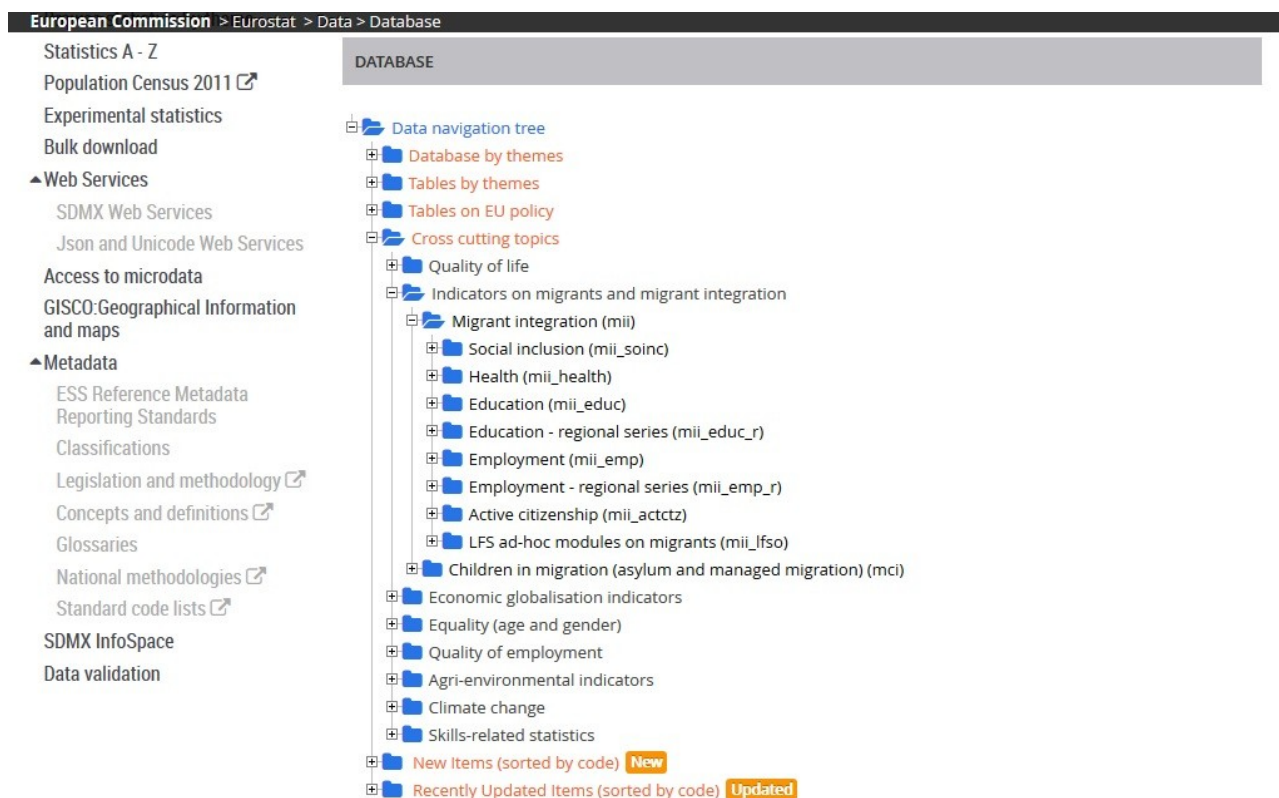 European Commission > Eurostat > Data > Database
Statistics A - Z
Population Census 2011
Experimental statistics
Bulk download
Web Services
SDMX Web Services
Json and Unicode Web Services
Access to microdata
GISCO:Geographical Information
and maps
Metadata
ESS Reference Metadata
Reporting Standards
Classifications
Legislation and methodology
Concepts and definitions
Glossaries
National methodologies
Standard code lists
SDMX InfoSpace
Data validation
DATABASE
Data navigation tree
Database by themes
Tables by themes
Tables on EU policy
Cross cutting topics
Quality of life
Indicators on migrants and migrant integration
Migrant integration (mii)
Social inclusion (mii_soinc)
Health (mii_health)
Education (mii_educ)
Education - regional series (mii_educ_r)
Employment (mii_emp)
Employment - regional series (mii_emp_r)
Active citizenship (mii_actctz)
LFS ad-hoc modules on migrants (mii_lfso)
Children in migration (asylum and managed migration) (mci)
Economic globalisation indicators
Equality (age and gender)
Quality of employment
Agri-environmental indicators
Climate change
Skills-related statistics
New Items (sorted by code) New
Recently Updated Items (sorted by code) Updated